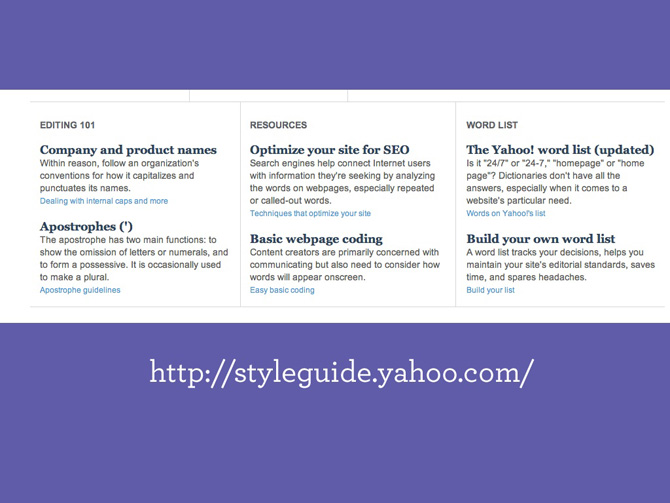 EDITING 101
Company and product names
Within reason, follow an organization's
conventions for how it capitalizes and
punctuates its names.
Dealing with internal caps and more
Apostrophes (')
The apostrophe has two main functions: to
show the omission of letters or numerals, and
to form a possessive. It is occasionally used
to make a plural.
Apostrophe guidelines
RESOURCES
Optimize your site for SEO
Search engines help connect Internet users
with information they're seeking by analyzing
the words on webpages, especially repeated
or called-out words.
Techniques that optimize your site
Basic webpage coding
Content creators are primarily concerned with
communicating but also need to consider how
words will appear onscreen.
Easy basic coding
WORD LIST
The Yahoo! word list (updated)
Is it "24/7" or "24-7," "homepage" or "home
page"? Dictionaries don't have all the
answers, especially when it comes to a
website's particular need.
Words on Yahoo!'s list
Build your own word list
A word list tracks your decisions, helps you
maintain your site's editorial standards, saves
time, and spares headaches.
Build your list
http://styleguide.yahoo.com/